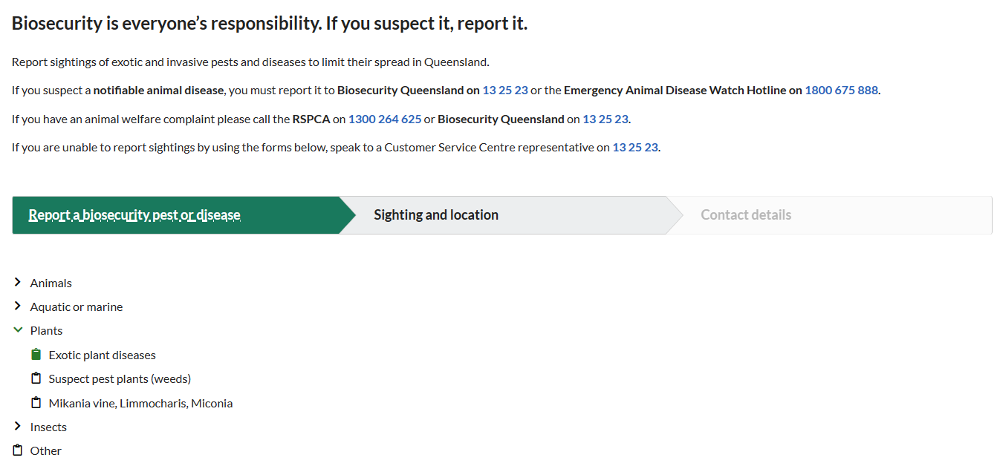 Biosecurity is everyone’s responsibility. If you suspect it, report it.
Report sightings of exotic and invasive pests and diseases to limit their spread in Queensland.
If you suspect a notifiable animal disease, you must report it to Biosecurity Queensland on 13 25 23 or the Emergency Animal Disease Watch Hotline on 1800 675 888.
If you have an animal welfare complaint please call the RSPCA on 1300 264 625 or Biosecurity Queensland on 13 25 23.
If you are unable to report sightings by using the forms below, speak to a Customer Service Centre representative on 13 25 23.
Report a biosecurity pest or disease
Sighting and location
Contact details
Animals
Aquatic or marine
Plants
Exotic plant diseases
Suspect pest plants (weeds)
Mikania vine, Limmocharis, Miconia
Insects
Other